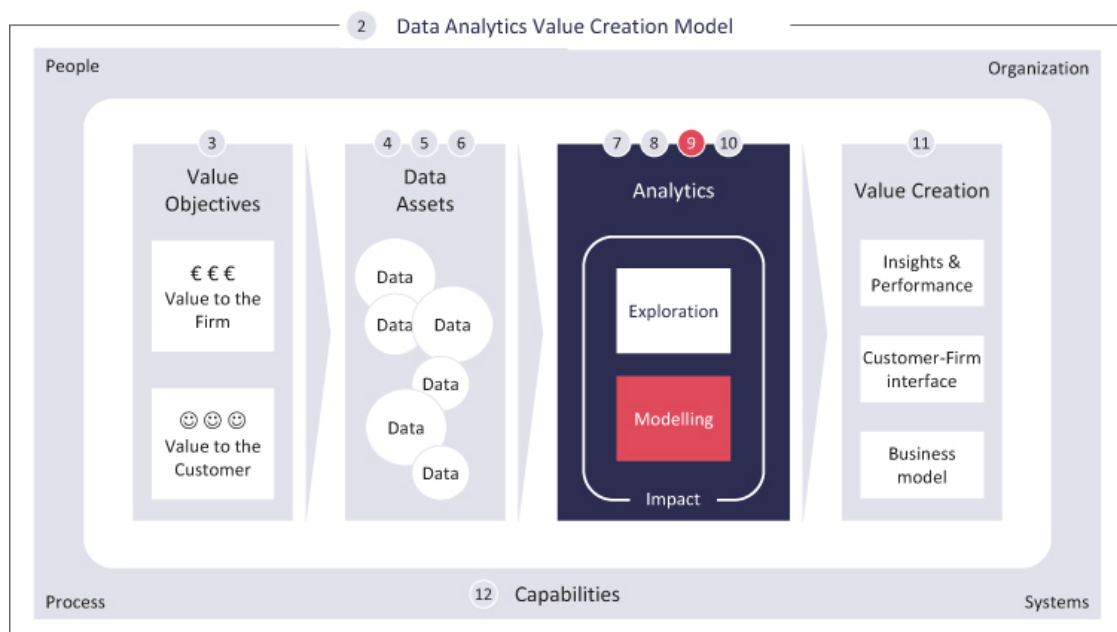 2 Data Analytics Value Creation Model
People
Organization
3
Value
Objectives
€ € €
Value to the
Firm
☺ ☺ ☺
Value to the
Customer
4 5 6
Data
Assets
Data
Data
Data
Data
Data
Data
7 8 9 10
Analytics
Exploration
Modelling
Impact
11
Value Creation
Insights &
Performance
Customer-Firm
interface
Business
model
Process
12 Capabilities
Systems